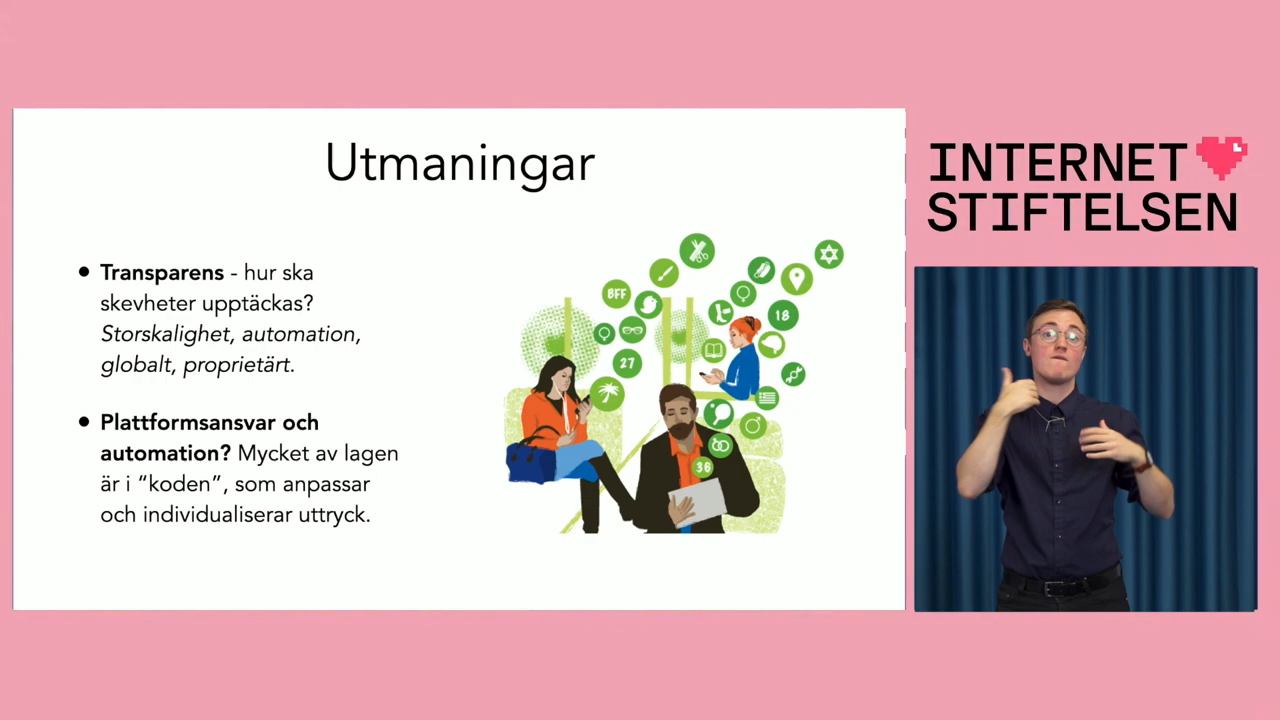 Utmaningar
● Transparens - hur ska
skevheter upptäckas?
Storskalighet, automation,
globalt, proprietärt.
● Plattformsansvar och
automation? Mycket av lagen
är i “koden”, som anpassar
och individualiserar uttryck.
BFF
18
27
36
INTERNET
STIFTELSEN